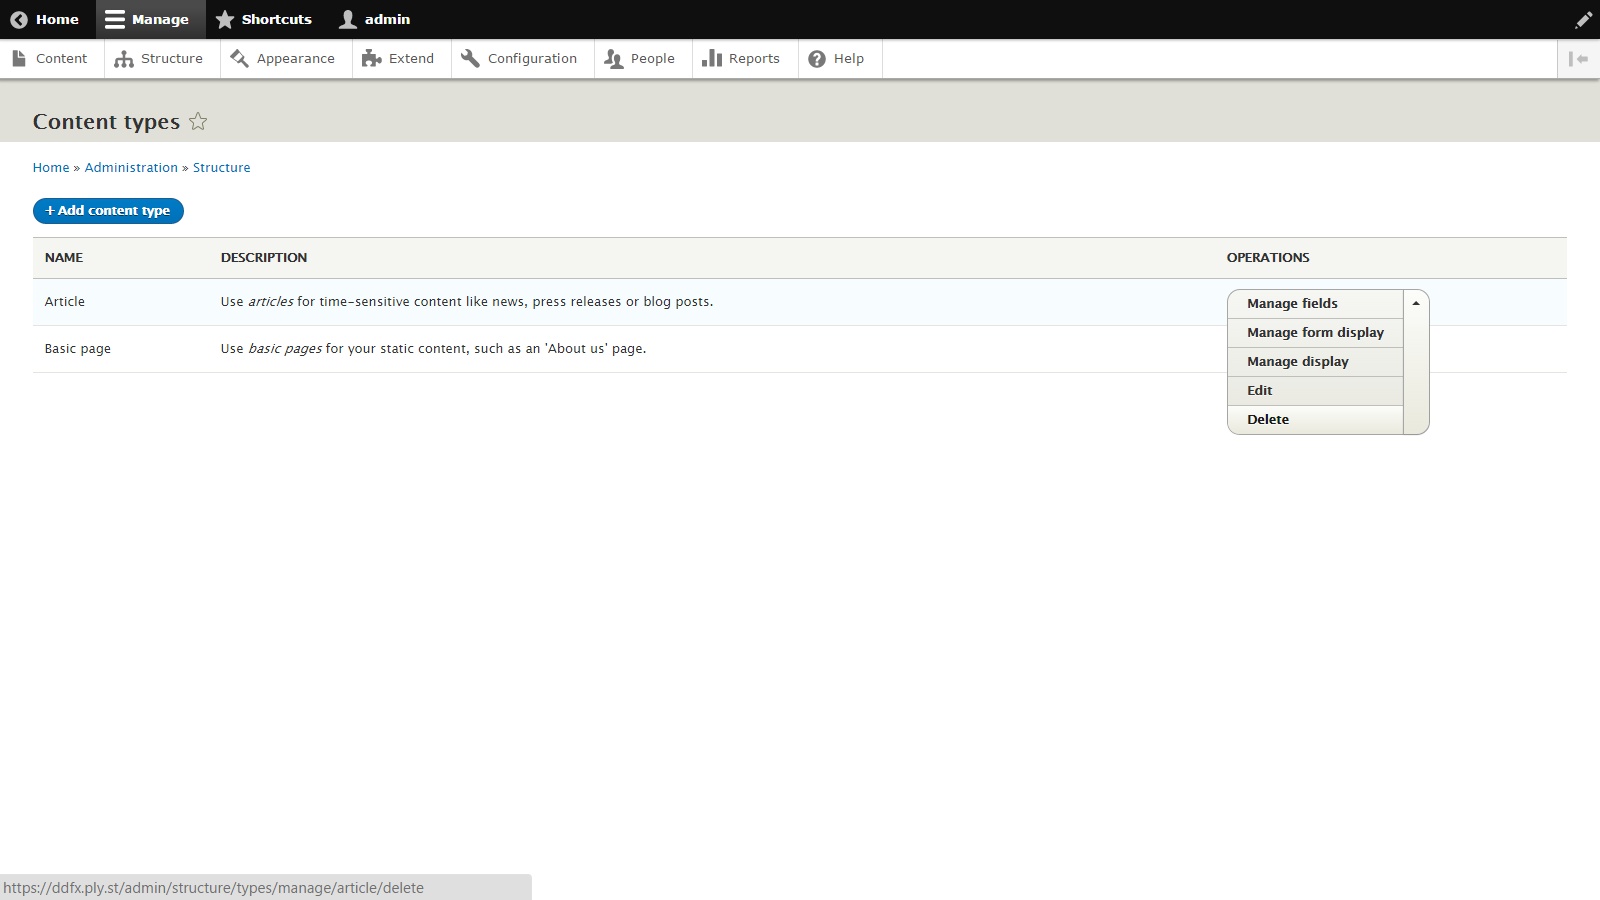 Home Manage Shortcuts admin
Content Structure Appearance Extend Configuration People Reports Help
Content types
Home » Administration » Structure
+ Add content type
NAME DESCRIPTION OPERATIONS
Article Use articles for time-sensitive content like news, press releases or blog posts.
Manage fields
Manage form display
Basic page Use basic pages for your static content, such as an 'About us' page.
Manage display
Edit
Delete
https://ddfx.ply.st/admin/structure/types/manage/article/delete